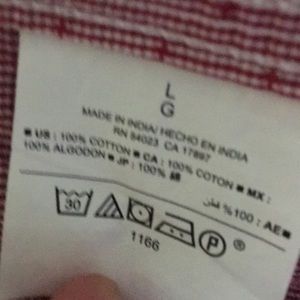 L
G
MADE IN INDIA/ HECHO EN INDIA
RN 54023 CA 17897
■ US : 100% COTTON ■ CA : 100% COTON ■ MX :
100% ALGODON ■ JP : 100% 綿
■ AE : 100% قطن
30
P
®
1166